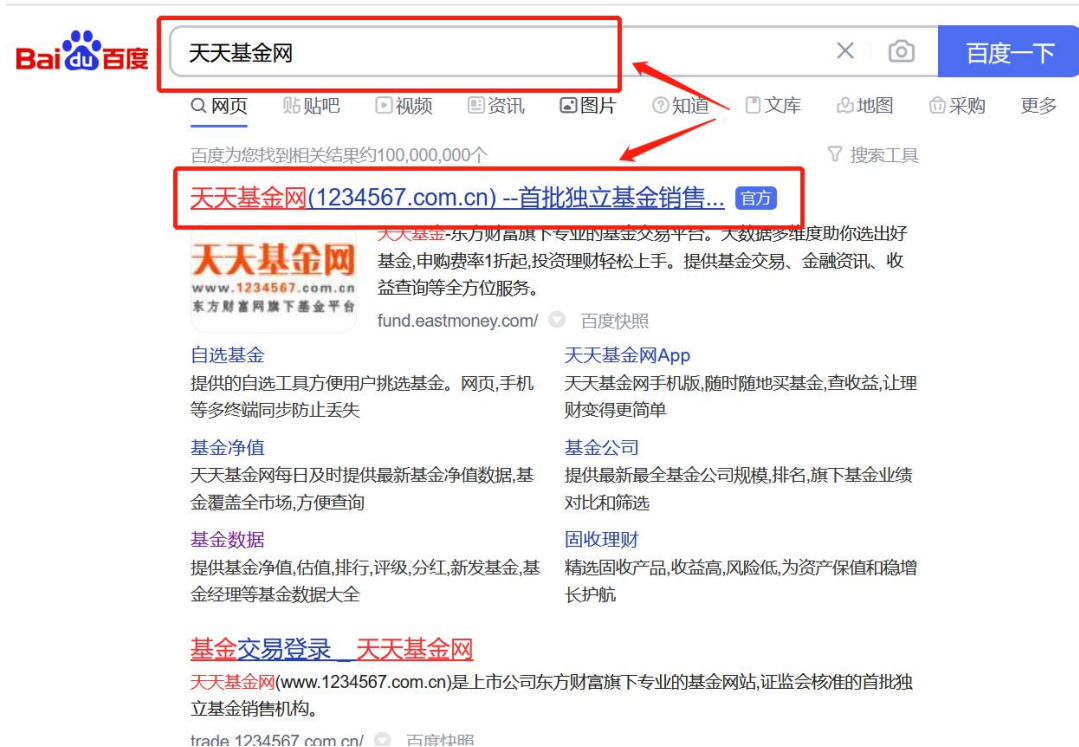 Bai du 百度
天天基金网
百度一下
网页 贴吧 视频 资讯 图片 知道 文库 地图 采购 更多
百度为您找到相关结果约100,000,000个 搜索工具
天天基金网(1234567.com.cn) --首批独立基金销售... 官方
天天基金-东方财富旗下专业的基金交易平台。大数据多维度助你选出好
基金,申购费率1折起,投资理财轻松上手。提供基金交易、金融资讯、收
益查询等全方位服务。
天天基金网
www.1234567.com.cn
东方财富网旗下基金平台
fund.eastmoney.com/ 百度快照
自选基金
提供的自选工具方便用户挑选基金。网页,手机
等多终端同步防止丢失
天天基金网App
天天基金网手机版,随时随地买基金,查收益,让理
财变得更简单
基金净值
天天基金网每日及时提供最新基金净值数据,基
金覆盖全市场,方便查询
基金公司
提供最新最全基金公司规模,排名,旗下基金业绩
对比和筛选
基金数据
提供基金净值,估值,排行,评级,分红,新发基金,基
金经理等基金数据大全
固收理财
精选固收产品,收益高,风险低,为资产保值和稳增
长护航
基金交易登录 _ 天天基金网
天天基金网(www.1234567.com.cn)是上市公司东方财富旗下专业的基金网站,证监会核准的首批独
立基金销售机构。
trade.1234567.com.cn/ 百度快照